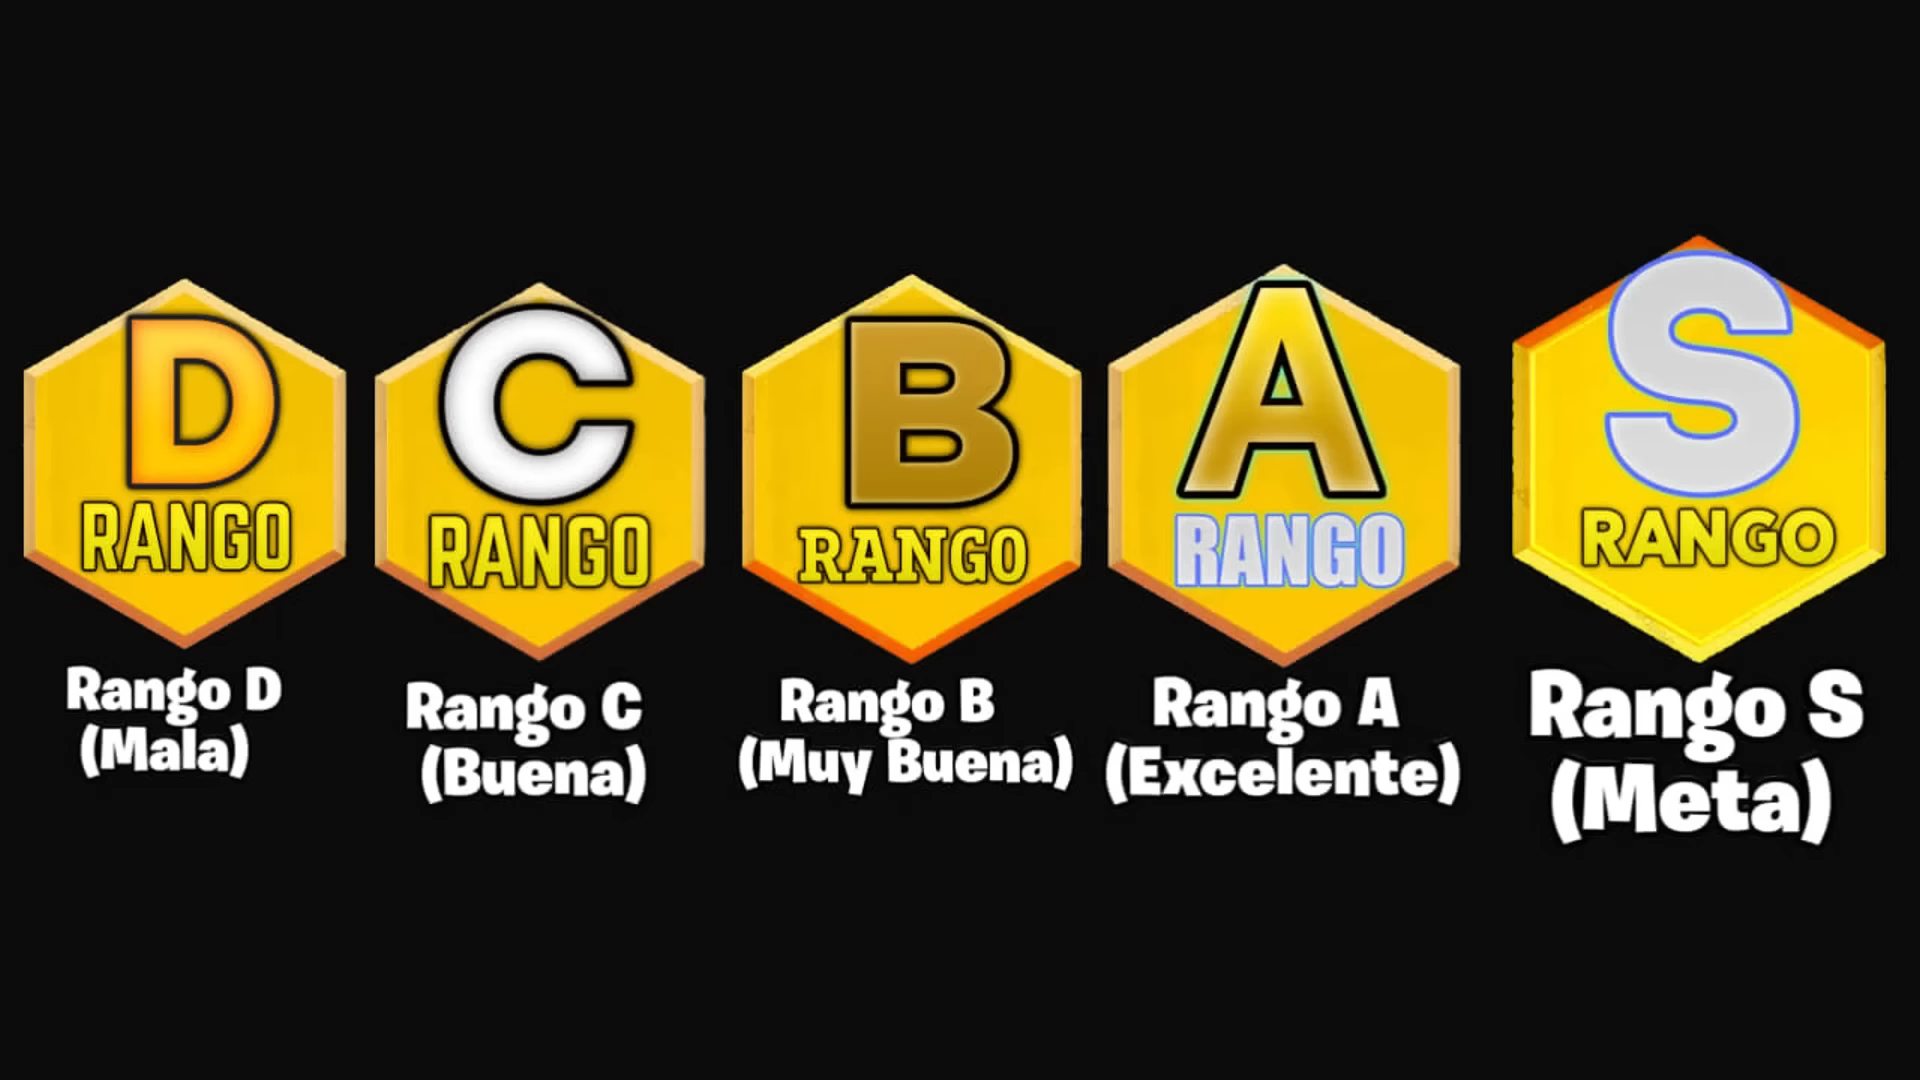 D
RANGO
Rango D
(Mala)
C
RANGO
Rango C
(Buena)
B
RANGO
Rango B
(Muy Buena)
A
RANGO
Rango A
(Excelente)
S
RANGO
Rango S
(Meta)